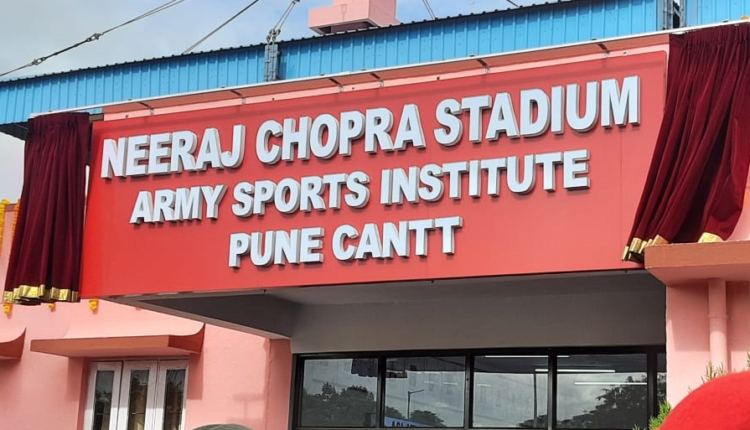 NEERAJ CHOPRA STADIUM
ARMY SPORTS INSTITUTE
PUNE CANTT